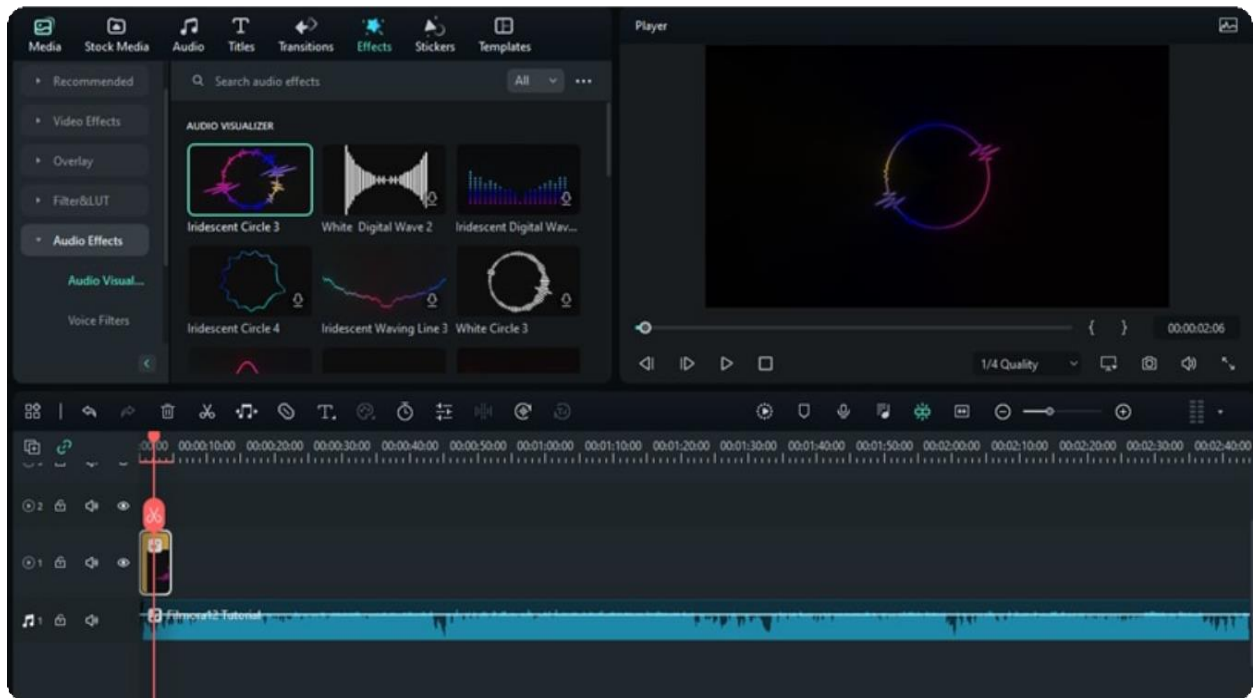 Media Stock Media Audio Titles Transitions Effects Stickers Templates
Player
Recommended
Video Effects
Overlay
Filter&LUT
Audio Effects
Audio Visual...
Voice Filters
Search audio effects All
AUDIO VISUALIZER
Iridescent Circle 3 White Digital Wave 2 Iridescent Digital Wav...
Iridescent Circle 4 Iridescent Waving Line 3 White Circle 3
{ } 00:00:02:06
1/4 Quality
00:00:10:00 00:00:20:00 00:00:30:00 00:00:40:00 00:00:50:00 00:01:00:00 00:01:10:00 00:01:20:00 00:01:30:00 00:01:40:00 00:01:50:00 00:02:00:00 00:02:10:00 00:02:20:00 00:02:30:00 00:02:40:00
2
1
1
Filmora12 Tutorial